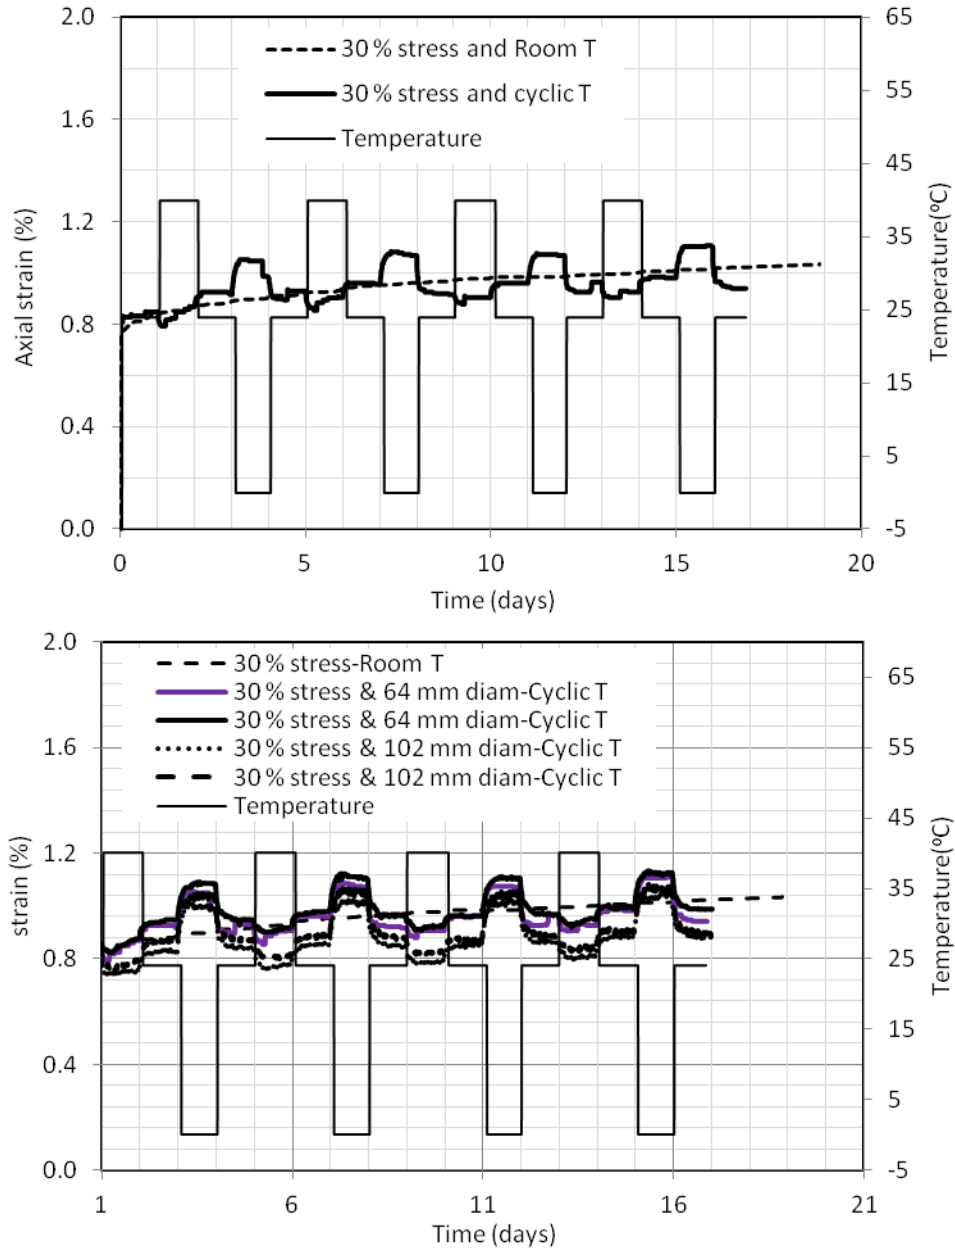 2.0
1.6
1.2
0.8
0.4
0.0
Axial strain (%)
30 % stress and Room T
30 % stress and cyclic T
Temperature
65
55
45
35
25
15
5
-5
Temperature(ºC)
0 5 10 15 20
Time (days)
2.0
1.6
1.2
0.8
0.4
0.0
strain (%)
30 % stress-Room T
30 % stress & 64 mm diam-Cyclic T
30 % stress & 64 mm diam-Cyclic T
30 % stress & 102 mm diam-Cyclic T
30 % stress & 102 mm diam-Cyclic T
Temperature
65
55
45
35
25
15
5
-5
Temperature(ºC)
1 6 11 16 21
Time (days)